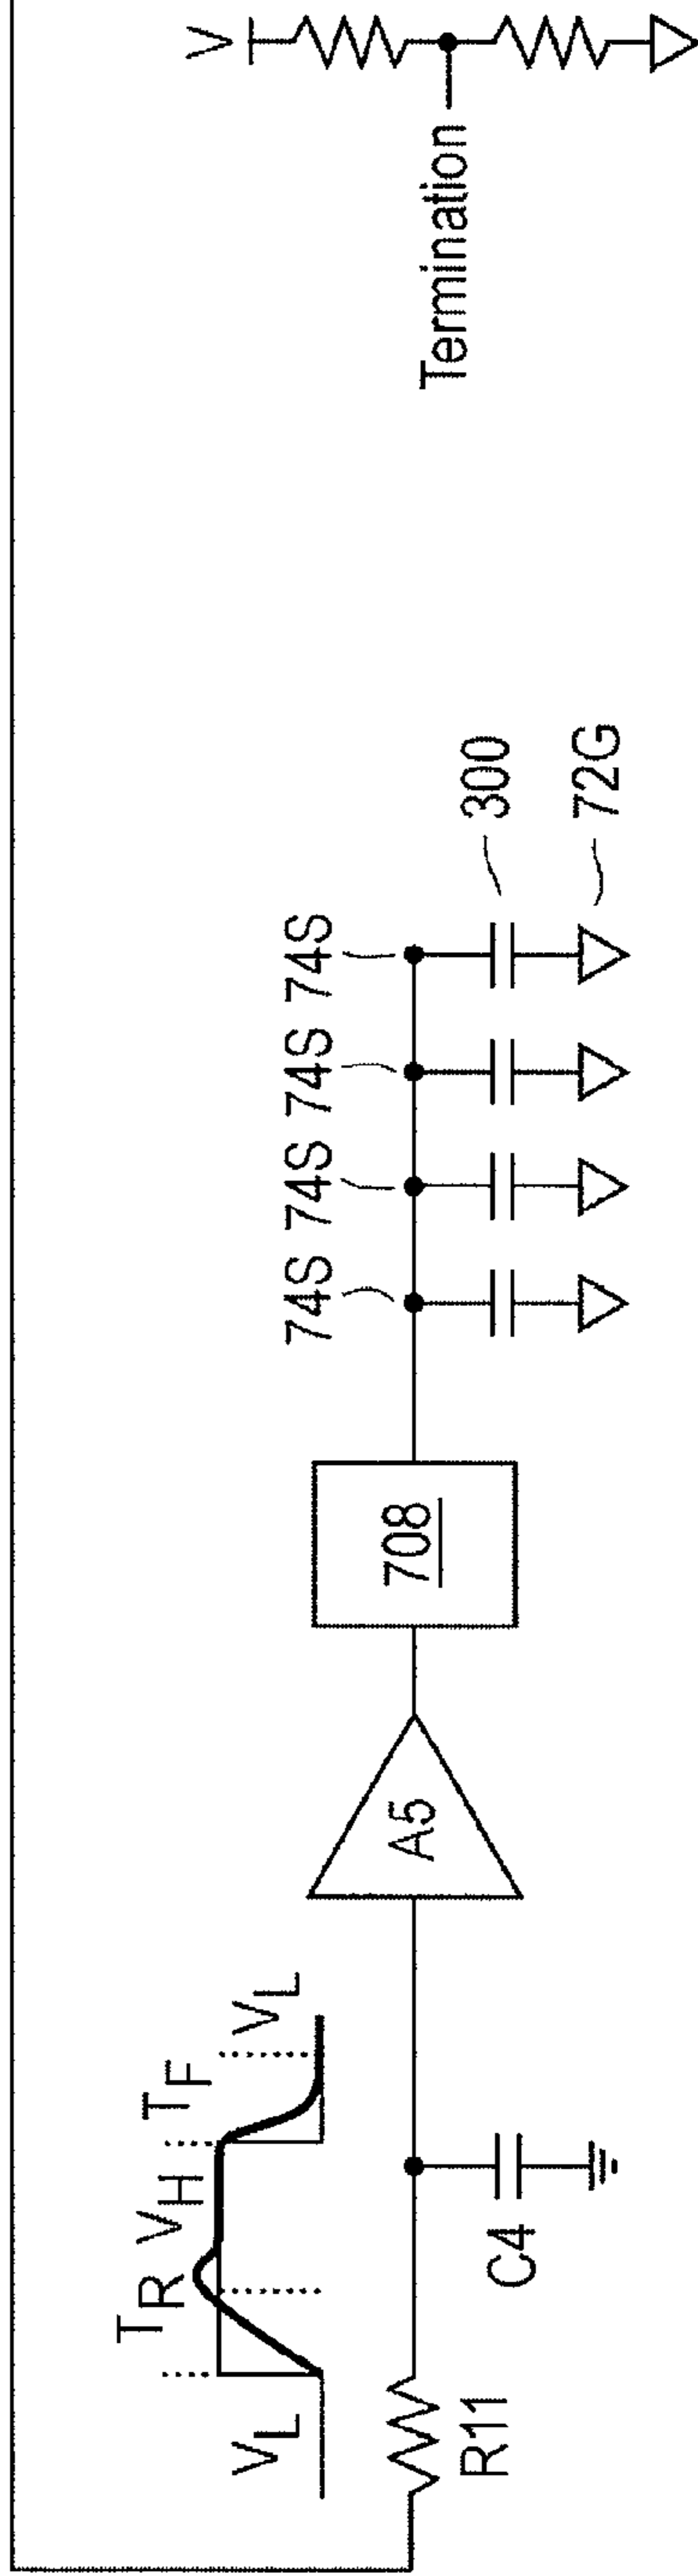 V
Termination
74S 74S 74S 74S
300
72G
708
A5
V_L T_R V_H T_F V_L
C4
R11